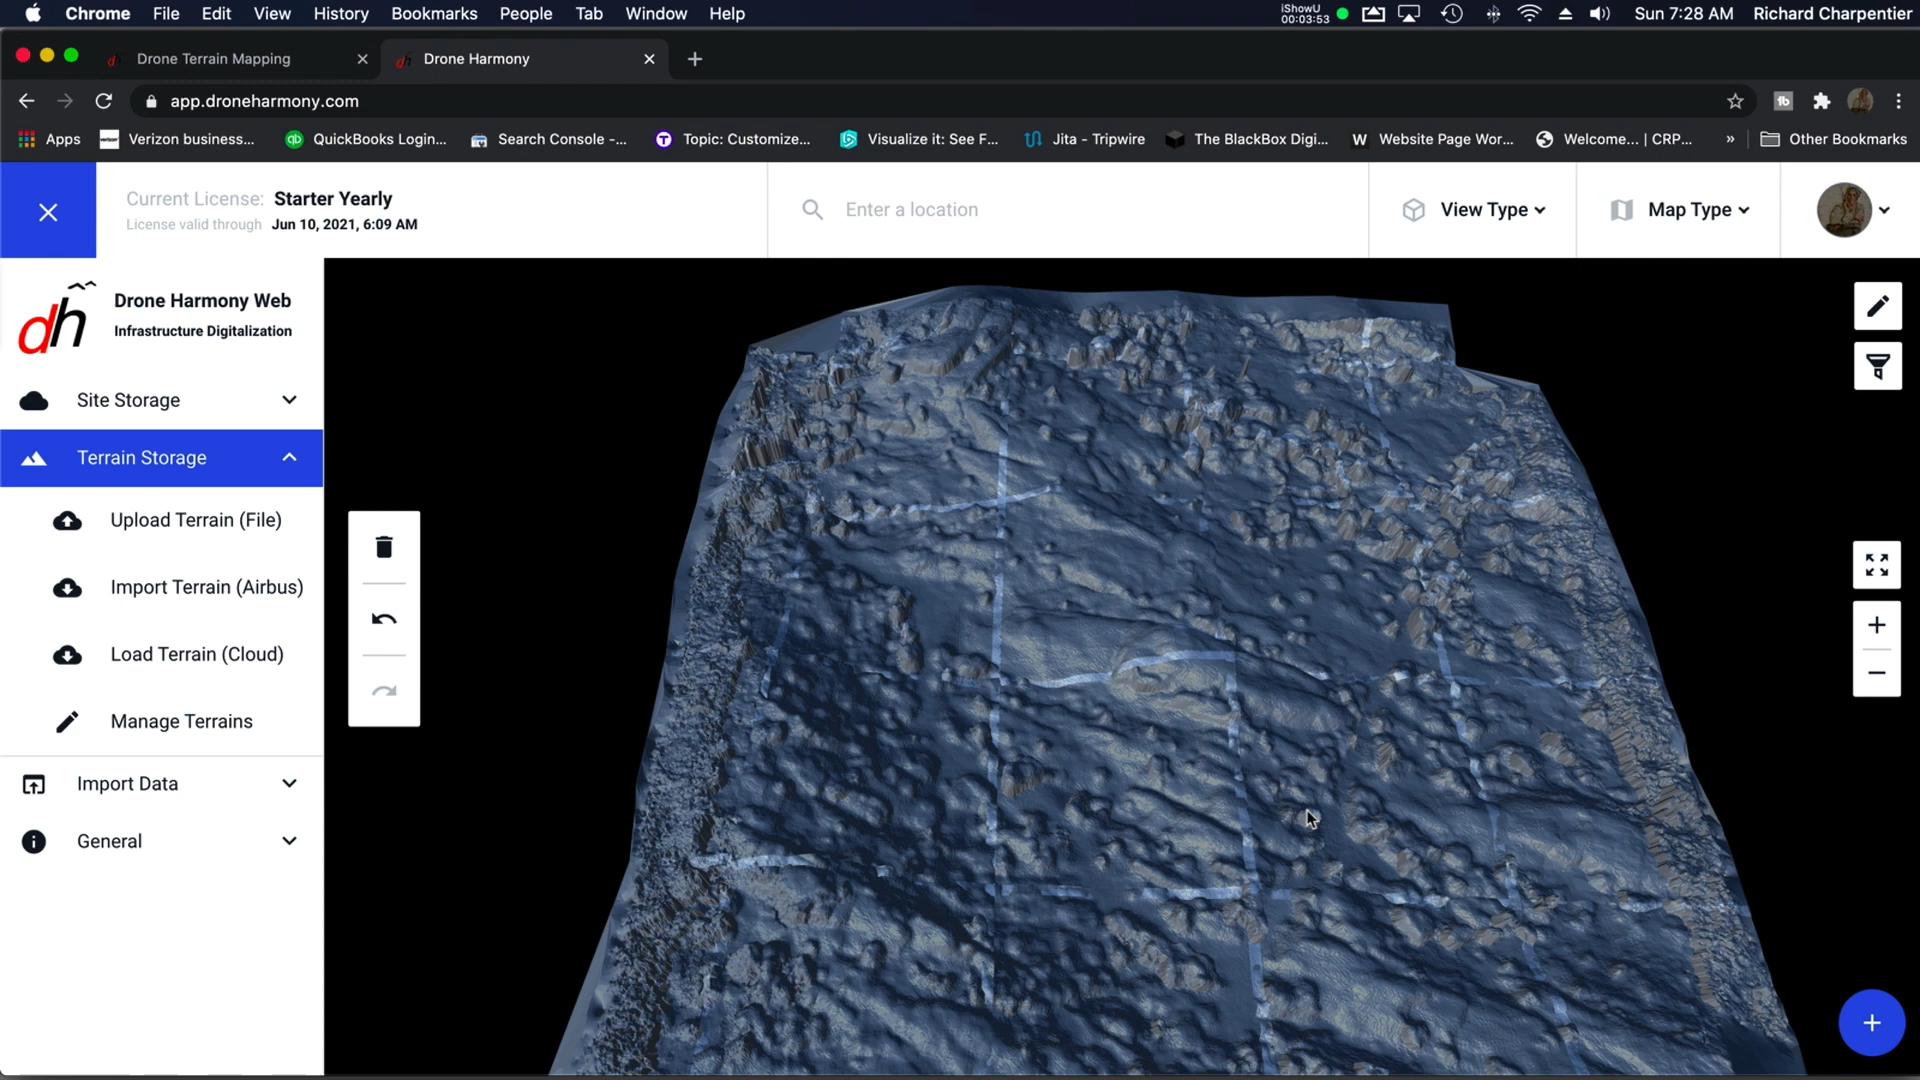 Chrome File Edit View History Bookmarks People Tab Window Help iShowU 00:03:53 Sun 7:28 AM Richard Charpentier
dh Drone Terrain Mapping dh Drone Harmony
app.droneharmony.com
Apps Verizon business... QuickBooks Login... Search Console -... Topic: Customize... Visualize it: See F... Jita - Tripwire The BlackBox Digi... W Website Page Wor... Welcome... | CRP... » Other Bookmarks
Current License: Starter Yearly
License valid through Jun 10, 2021, 6:09 AM
Enter a location
View Type
Map Type
dh
Drone Harmony Web
Infrastructure Digitalization
Site Storage
Terrain Storage
Upload Terrain (File)
Import Terrain (Airbus)
Load Terrain (Cloud)
Manage Terrains
Import Data
General